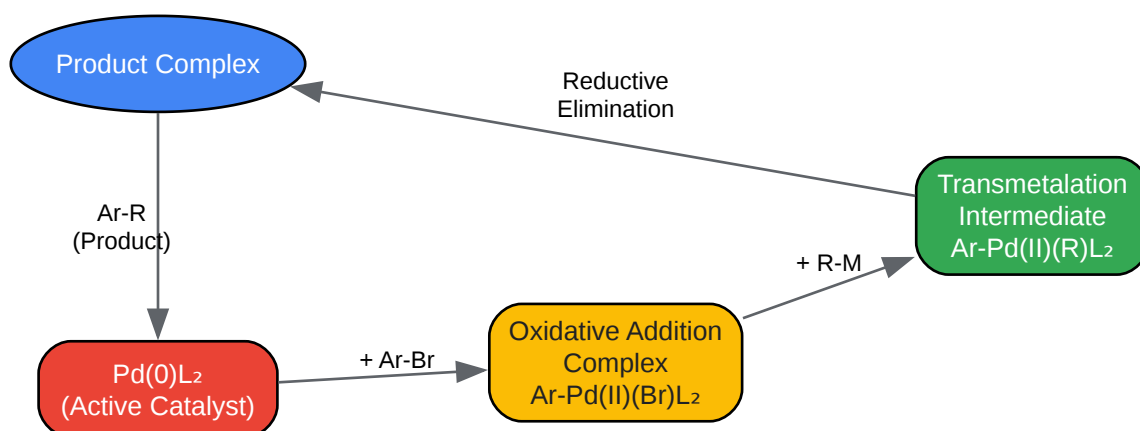 Product Complex
Reductive
Elimination
Transmetalation
Intermediate
Ar-Pd(II)(R)L₂
Ar-R
(Product)
+ R-M
Oxidative Addition
Complex
Ar-Pd(II)(Br)L₂
+ Ar-Br
Pd(0)L₂
(Active Catalyst)